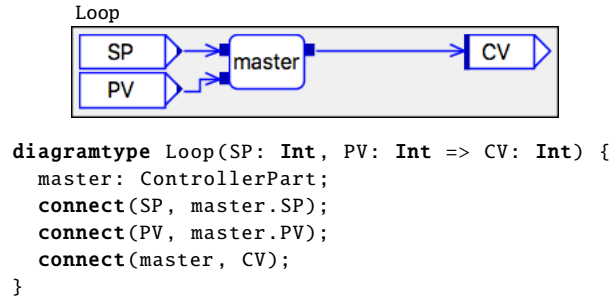 Loop
SP
master
CV
PV
diagramtype Loop(SP: Int, PV: Int => CV: Int) {
  master: ControllerPart;
  connect(SP, master.SP);
  connect(PV, master.PV);
  connect(master, CV);
}